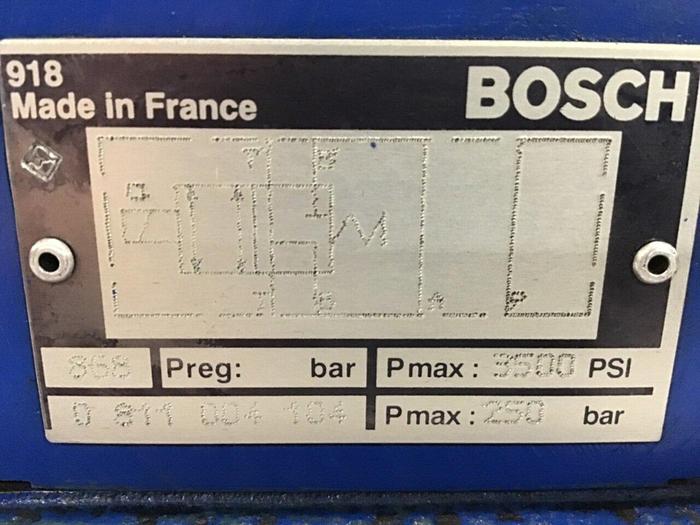 918
Made in France
BOSCH
868
Preg: bar
Pmax: 3500 PSI
0 811 004 104
Pmax: 250 bar